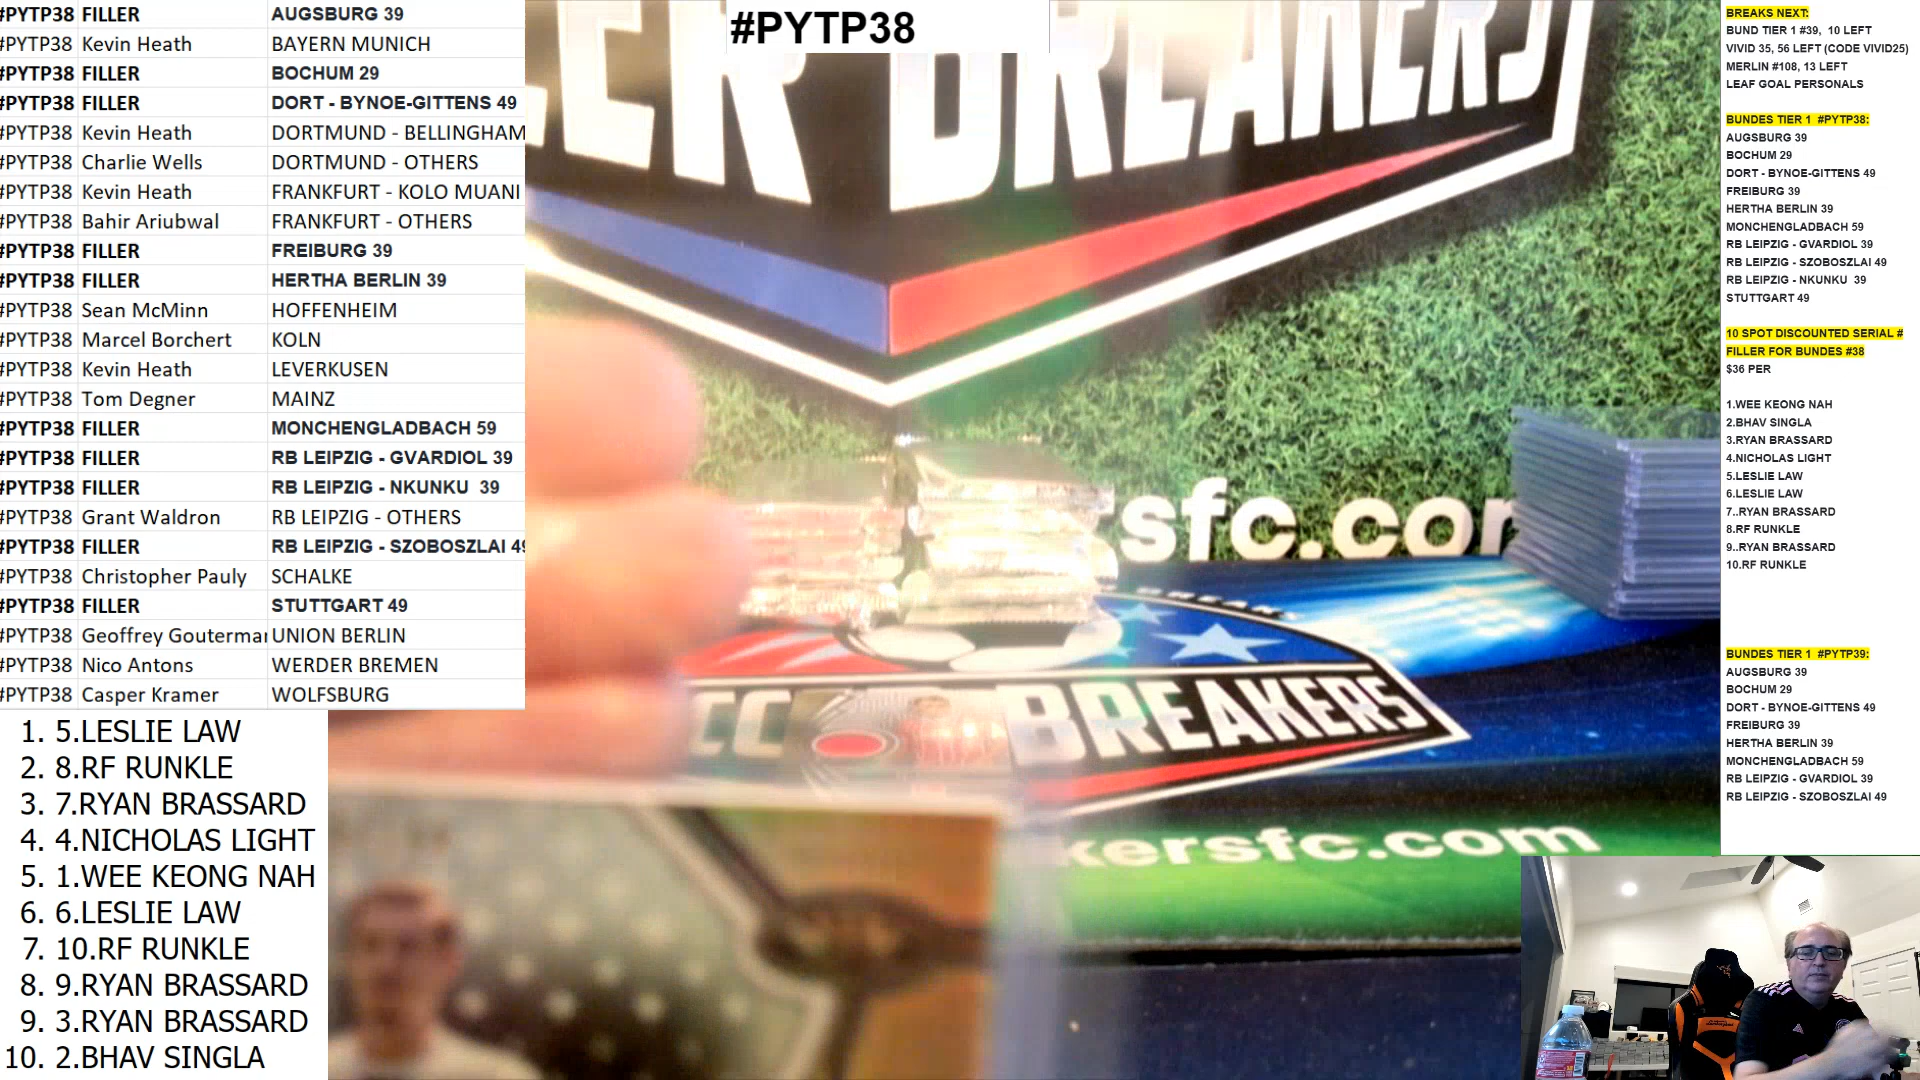 #PYTP38 FILLER AUGSBURG 39
#PYTP38 Kevin Heath BAYERN MUNICH
#PYTP38 FILLER BOCHUM 29
#PYTP38 FILLER DORT - BYNOE-GITTENS 49
#PYTP38 Kevin Heath DORTMUND - BELLINGHAM
#PYTP38 Charlie Wells DORTMUND - OTHERS
#PYTP38 Kevin Heath FRANKFURT - KOLO MUANI
#PYTP38 Bahir Ariubwal FRANKFURT - OTHERS
#PYTP38 FILLER FREIBURG 39
#PYTP38 FILLER HERTHA BERLIN 39
#PYTP38 Sean McMinn HOFFENHEIM
#PYTP38 Marcel Borchert KOLN
#PYTP38 Kevin Heath LEVERKUSEN
#PYTP38 Tom Degner MAINZ
#PYTP38 FILLER MONCHENGLADBACH 59
#PYTP38 FILLER RB LEIPZIG - GVARDIOL 39
#PYTP38 FILLER RB LEIPZIG - NKUNKU 39
#PYTP38 Grant Waldron RB LEIPZIG - OTHERS
#PYTP38 FILLER RB LEIPZIG - SZOBOSZLAI 49
#PYTP38 Christopher Pauly SCHALKE
#PYTP38 FILLER STUTTGART 49
#PYTP38 Geoffrey Gouterman UNION BERLIN
#PYTP38 Nico Antons WERDER BREMEN
#PYTP38 Casper Kramer WOLFSBURG
1. 5.LESLIE LAW
2. 8.RF RUNKLE
3. 7.RYAN BRASSARD
4. 4.NICHOLAS LIGHT
5. 1.WEE KEONG NAH
6. 6.LESLIE LAW
7. 10.RF RUNKLE
8. 9.RYAN BRASSARD
9. 3.RYAN BRASSARD
10. 2.BHAV SINGLA
#PYTP38
ER BREAKERS
rsfc.com
CC BREAKERS
kersfc.com
BREAKS NEXT:
BUND TIER 1 #39, 10 LEFT
VIVID 35, 56 LEFT (CODE VIVID25)
MERLIN #108, 13 LEFT
LEAF GOAL PERSONALS
BUNDES TIER 1 #PYTP38:
AUGSBURG 39
BOCHUM 29
DORT - BYNOE-GITTENS 49
FREIBURG 39
HERTHA BERLIN 39
MONCHENGLADBACH 59
RB LEIPZIG - GVARDIOL 39
RB LEIPZIG - SZOBOSZLAI 49
RB LEIPZIG - NKUNKU 39
STUTTGART 49
10 SPOT DISCOUNTED SERIAL #
FILLER FOR BUNDES #38
$36 PER
1.WEE KEONG NAH
2.BHAV SINGLA
3.RYAN BRASSARD
4.NICHOLAS LIGHT
5.LESLIE LAW
6.LESLIE LAW
7..RYAN BRASSARD
8.RF RUNKLE
9..RYAN BRASSARD
10.RF RUNKLE
BUNDES TIER 1 #PYTP39:
AUGSBURG 39
BOCHUM 29
DORT - BYNOE-GITTENS 49
FREIBURG 39
HERTHA BERLIN 39
MONCHENGLADBACH 59
RB LEIPZIG - GVARDIOL 39
RB LEIPZIG - SZOBOSZLAI 49